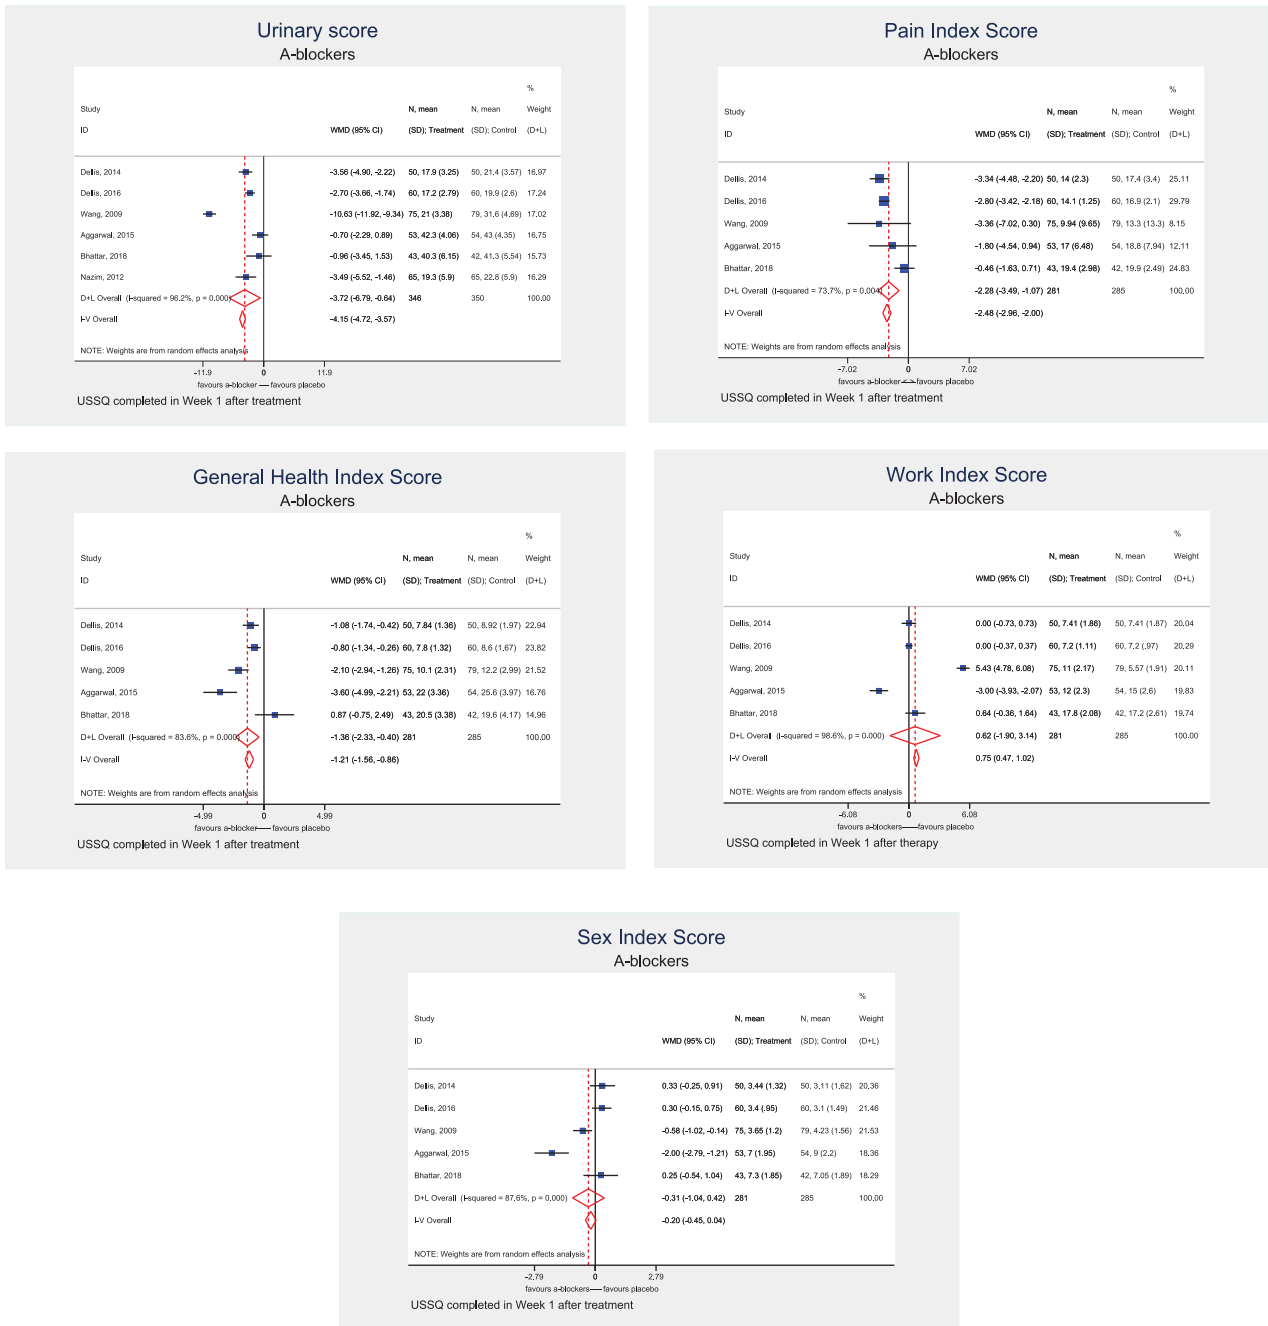 Urinary score
A-blockers
%
Study N, mean N, mean Weight
ID WMD (95% CI) (SD); Treatment (SD); Control (D+L)
Dellis, 2014 −3.56 (−4.90, −2.22) 50, 17.9 (3.25) 50, 21.4 (3.57) 16.97
Dellis, 2016 −2.70 (−3.66, −1.74) 60, 17.2 (2.79) 60, 19.9 (2.6) 17.24
Wang, 2009 −10.63 (−11.92, −9.34) 75, 21 (3.38) 79, 31.6 (4.69) 17.02
Aggarwal, 2015 −0.70 (−2.29, 0.89) 53, 42.3 (4.06) 54, 43 (4.35) 16.75
Bhattar, 2018 −0.96 (−3.45, 1.53) 43, 40.3 (6.15) 42, 41.3 (5.54) 15.73
Nazim, 2012 −3.49 (−5.52, −1.46) 65, 19.3 (5.9) 65, 22.8 (5.9) 16.29
D+L Overall (I-squared = 96.2%, p = 0.000) −3.72 (−6.79, −0.64) 346 350 100.00
I-V Overall −4.15 (−4.72, −3.57)
NOTE: Weights are from random effects analysis
−11.9 0 11.9
favours a-blocker — favours placebo
USSQ completed in Week 1 after treatment
Pain Index Score
A-blockers
%
Study N, mean N, mean Weight
ID WMD (95% CI) (SD); Treatment (SD); Control (D+L)
Dellis, 2014 −3.34 (−4.48, −2.20) 50, 14 (2.3) 50, 17.4 (3.4) 25.11
Dellis, 2016 −2.80 (−3.42, −2.18) 60, 14.1 (1.25) 60, 16.9 (2.1) 29.79
Wang, 2009 −3.36 (−7.02, 0.30) 75, 9.94 (9.65) 79, 13.3 (13.3) 8.15
Aggarwal, 2015 −1.80 (−4.54, 0.94) 53, 17 (6.48) 54, 18.8 (7.94) 12.11
Bhattar, 2018 −0.46 (−1.63, 0.71) 43, 19.4 (2.98) 42, 19.9 (2.49) 24.83
D+L Overall (I-squared = 73.7%, p = 0.004) −2.28 (−3.49, −1.07) 281 285 100.00
I-V Overall −2.48 (−2.96, −2.00)
NOTE: Weights are from random effects analysis
−7.02 0 7.02
favours a-blocker <-> favours placebo
USSQ completed in Week 1 after treatment
General Health Index Score
A-blockers
%
Study N, mean N, mean Weight
ID WMD (95% CI) (SD); Treatment (SD); Control (D+L)
Dellis, 2014 −1.08 (−1.74, −0.42) 50, 7.84 (1.36) 50, 8.92 (1.97) 22.94
Dellis, 2016 −0.80 (−1.34, −0.26) 60, 7.8 (1.32) 60, 8.6 (1.67) 23.82
Wang, 2009 −2.10 (−2.94, −1.26) 75, 10.1 (2.31) 79, 12.2 (2.99) 21.52
Aggarwal, 2015 −3.60 (−4.99, −2.21) 53, 22 (3.36) 54, 25.6 (3.97) 16.76
Bhattar, 2018 0.87 (−0.75, 2.49) 43, 20.5 (3.38) 42, 19.6 (4.17) 14.96
D+L Overall (I-squared = 83.6%, p = 0.000) −1.36 (−2.33, −0.40) 281 285 100.00
I-V Overall −1.21 (−1.56, −0.86)
NOTE: Weights are from random effects analysis
−4.99 0 4.99
favours a-blocker — favours placebo
USSQ completed in Week 1 after treatment
Work Index Score
A-blockers
%
Study N, mean N, mean Weight
ID WMD (95% CI) (SD); Treatment (SD); Control (D+L)
Dellis, 2014 0.00 (−0.73, 0.73) 50, 7.41 (1.86) 50, 7.41 (1.87) 20.04
Dellis, 2016 0.00 (−0.37, 0.37) 60, 7.2 (1.11) 60, 7.2 (.97) 20.29
Wang, 2009 5.43 (4.78, 6.08) 75, 11 (2.17) 79, 5.57 (1.91) 20.11
Aggarwal, 2015 −3.00 (−3.93, −2.07) 53, 12 (2.3) 54, 15 (2.6) 19.83
Bhattar, 2018 0.64 (−0.36, 1.64) 43, 17.8 (2.08) 42, 17.2 (2.61) 19.74
D+L Overall (I-squared = 98.6%, p = 0.000) 0.62 (−1.90, 3.14) 281 285 100.00
I-V Overall 0.75 (0.47, 1.02)
NOTE: Weights are from random effects analysis
−6.08 0 6.08
favours a-blockers — favours placebo
USSQ completed in Week 1 after therapy
Sex Index Score
A-blockers
%
Study N, mean N, mean Weight
ID WMD (95% CI) (SD); Treatment (SD); Control (D+L)
Dellis, 2014 0.33 (−0.25, 0.91) 50, 3.44 (1.32) 50, 3.11 (1.62) 20.36
Dellis, 2016 0.30 (−0.15, 0.75) 60, 3.4 (.95) 60, 3.1 (1.49) 21.46
Wang, 2009 −0.58 (−1.02, −0.14) 75, 3.65 (1.2) 79, 4.23 (1.56) 21.53
Aggarwal, 2015 −2.00 (−2.79, −1.21) 53, 7 (1.95) 54, 9 (2.2) 18.36
Bhattar, 2018 0.25 (−0.54, 1.04) 43, 7.3 (1.85) 42, 7.05 (1.89) 18.29
D+L Overall (I-squared = 87.6%, p = 0.000) −0.31 (−1.04, 0.42) 281 285 100.00
I-V Overall −0.20 (−0.45, 0.04)
NOTE: Weights are from random effects analysis
−2.79 0 2.79
favours a-blockers — favours placebo
USSQ completed in Week 1 after treatment